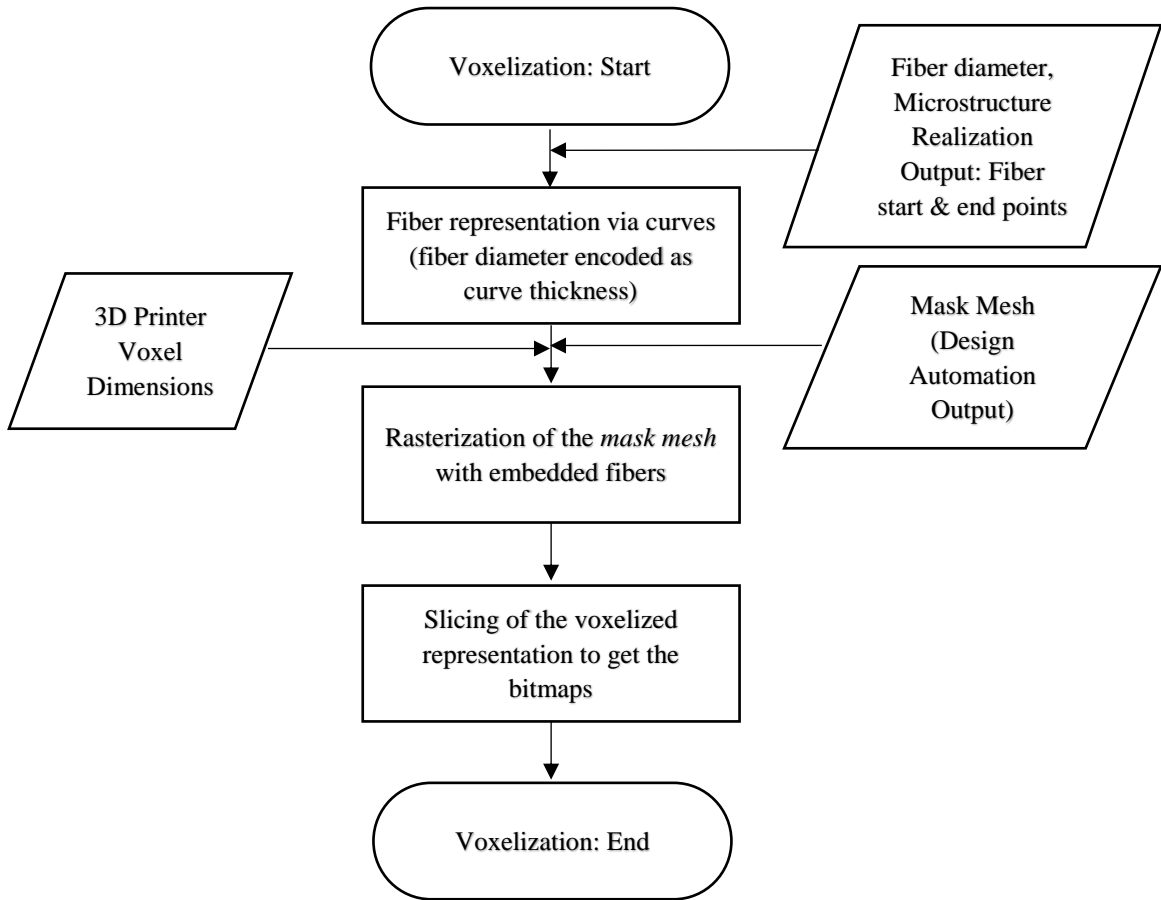 Voxelization: Start
Fiber diameter,
Microstructure
Realization
Output: Fiber
start & end points
Fiber representation via curves
(fiber diameter encoded as
curve thickness)
3D Printer
Voxel
Dimensions
Mask Mesh
(Design
Automation
Output)
Rasterization of the mask mesh
with embedded fibers
Slicing of the voxelized
representation to get the
bitmaps
Voxelization: End